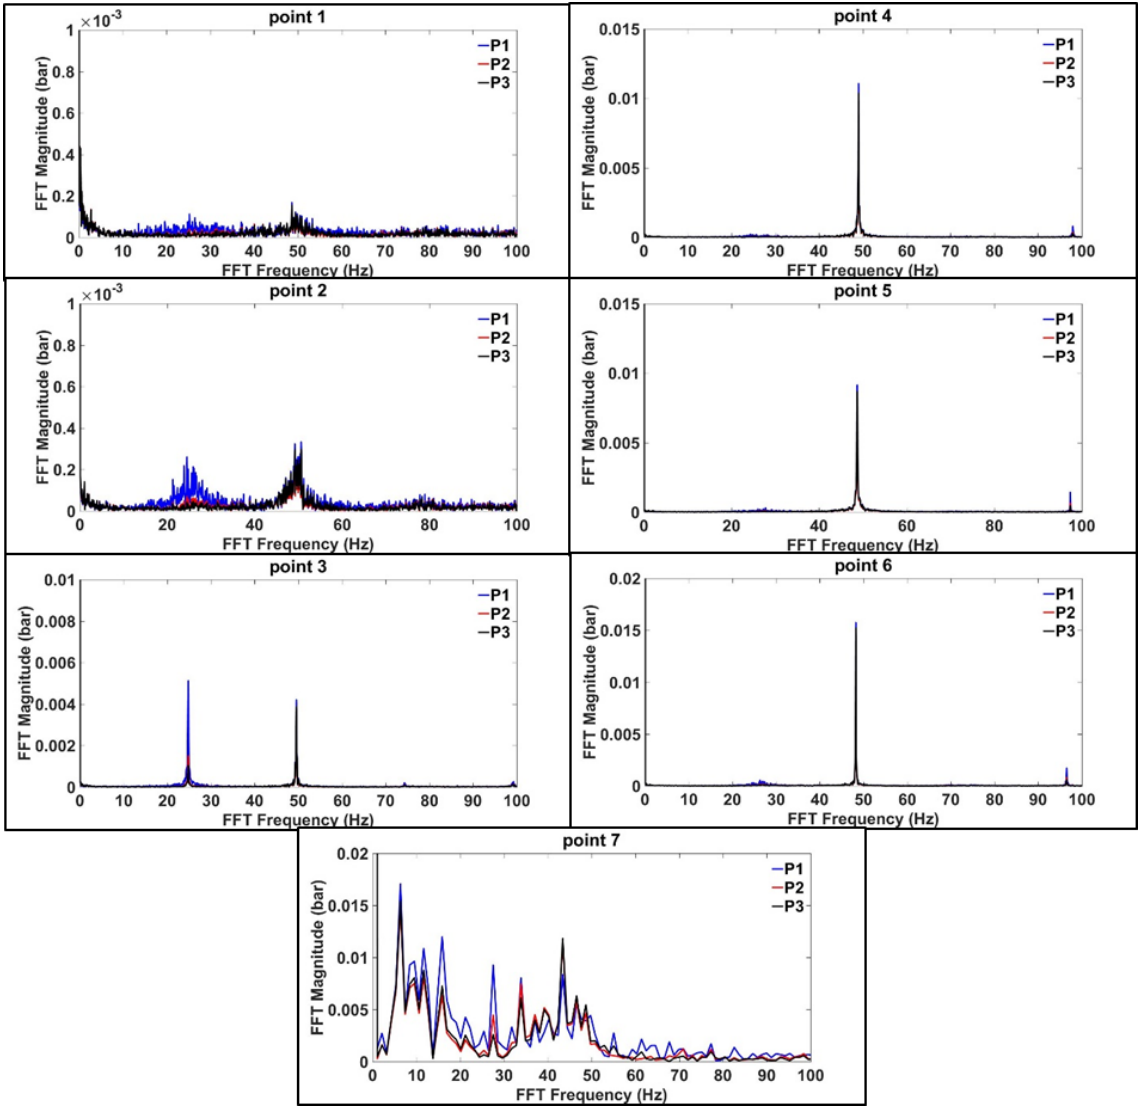 point 1
×10-3
1
0.8
0.6
0.4
0.2
0
FFT Magnitude (bar)
P1
P2
P3
0 10 20 30 40 50 60 70 80 90 100
FFT Frequency (Hz)
point 4
0.015
0.01
0.005
0
FFT Magnitude (bar)
P1
P2
P3
0 10 20 30 40 50 60 70 80 90 100
FFT Frequency (Hz)
point 2
×10-3
1
0.8
0.6
0.4
0.2
0
FFT Magnitude (bar)
P1
P2
P3
0 20 40 60 80 100
FFT Frequency (Hz)
point 5
0.015
0.01
0.005
0
FFT Magnitude (bar)
P1
P2
P3
0 20 40 60 80 100
FFT Frequency (Hz)
point 3
0.01
0.008
0.006
0.004
0.002
0
FFT Magnitude (bar)
P1
P2
P3
0 10 20 30 40 50 60 70 80 90 100
FFT Frequency (Hz)
point 6
0.02
0.015
0.01
0.005
0
FFT Magnitude (bar)
P1
P2
P3
0 10 20 30 40 50 60 70 80 90 100
FFT Frequency (Hz)
point 7
0.02
0.015
0.01
0.005
0
FFT Magnitude (bar)
P1
P2
P3
0 10 20 30 40 50 60 70 80 90 100
FFT Frequency (Hz)